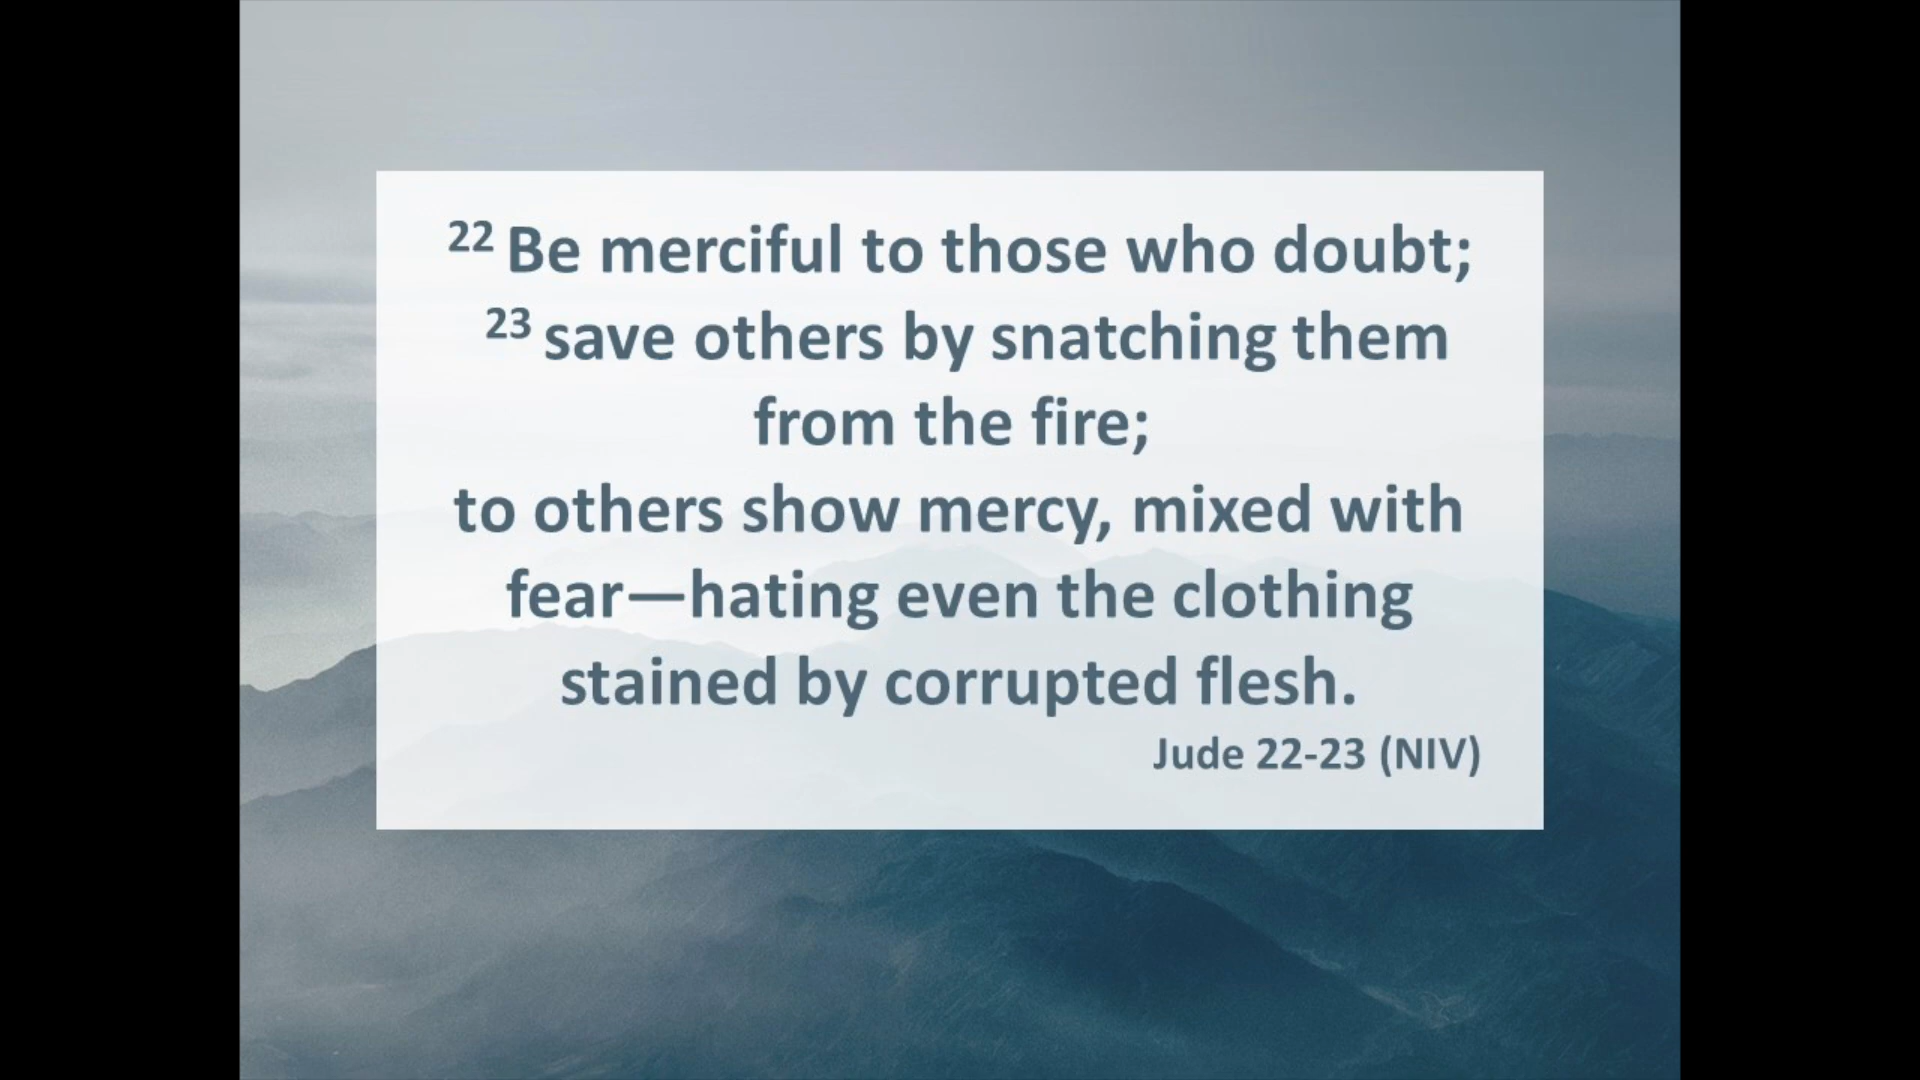 22 Be merciful to those who doubt;
23 save others by snatching them
from the fire;
to others show mercy, mixed with
fear—hating even the clothing
stained by corrupted flesh.
Jude 22-23 (NIV)